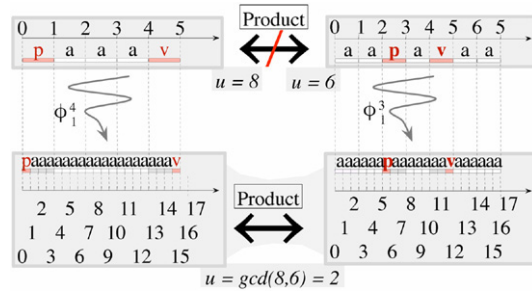 Product
0 1 2 3 4 5
p a a a v
u = 8
u = 6
0 1 2 3 4 5 6
a a p a v a a
ϕ₁⁴
ϕ₁³
Product
2 5 8 11 14 17
1 4 7 10 13 16
0 3 6 9 12 15
2 5 8 11 14 17
1 4 7 10 13 16
0 3 6 9 12 15
u = gcd(8,6) = 2